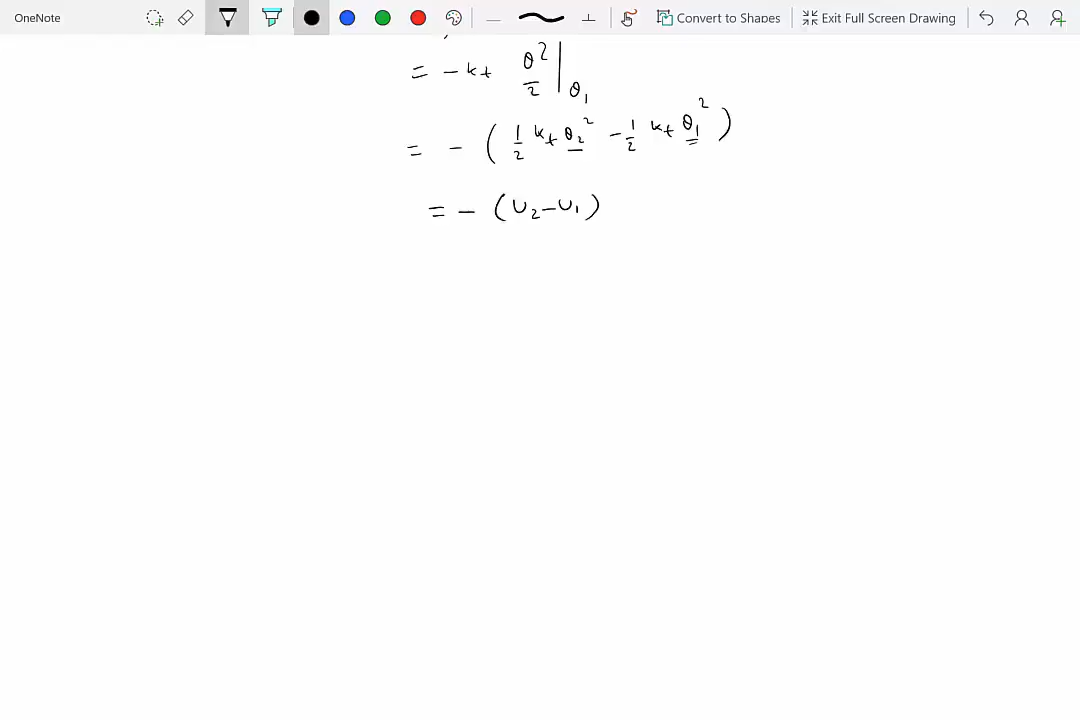 OneNote Convert to Shapes Exit Full Screen Drawing
= -kt θ²/2 |θ₁
= - (1/2 kt θ₂² - 1/2 kt θ₁²)
= - (U₂ - U₁)